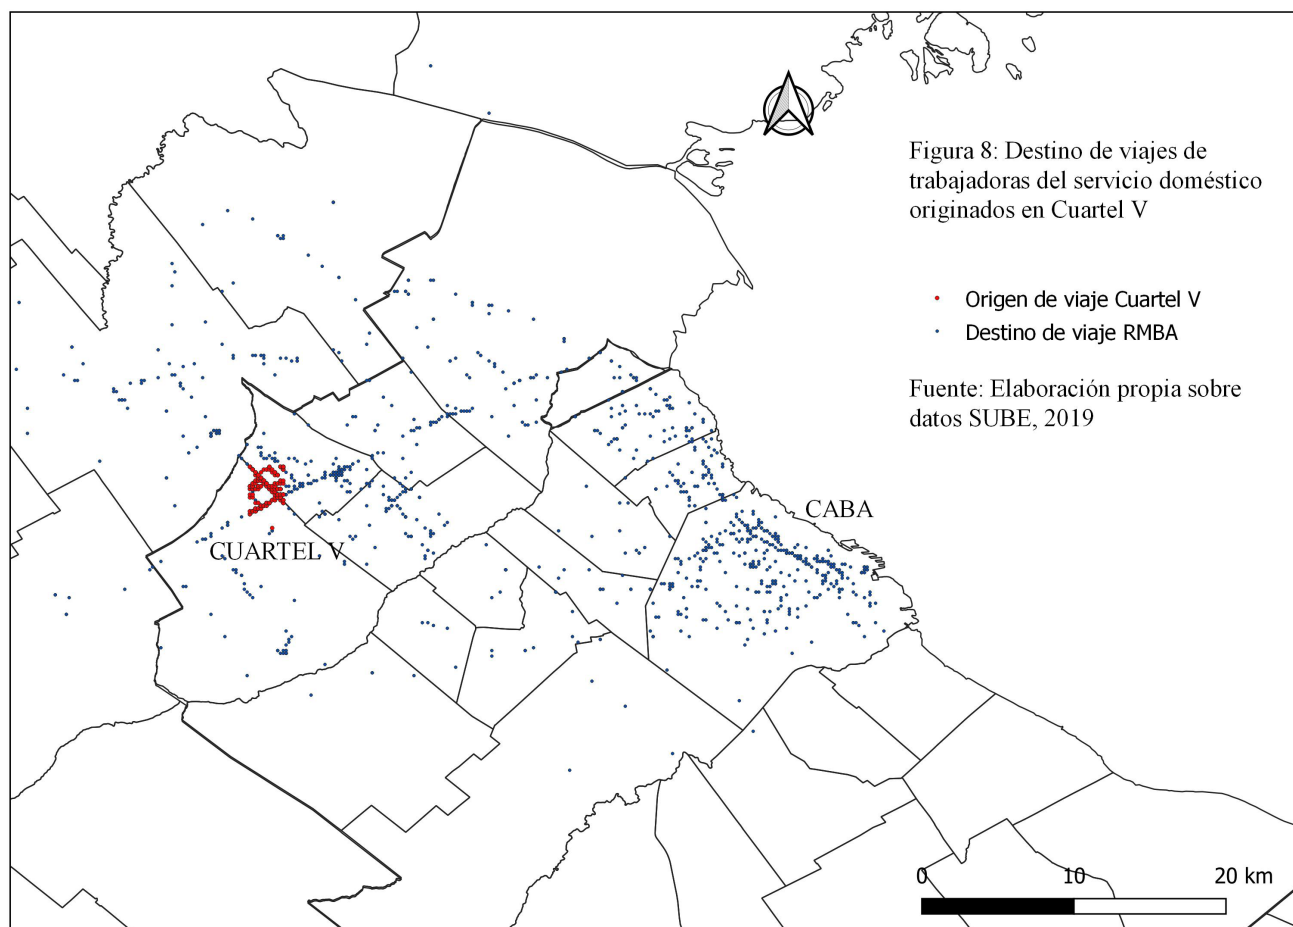 Figura 8: Destino de viajes de
trabajadoras del servicio doméstico
originados en Cuartel V
Origen de viaje Cuartel V
Destino de viaje RMBA
Fuente: Elaboración propia sobre
datos SUBE, 2019
CABA
CUARTEL V
0 10 20 km